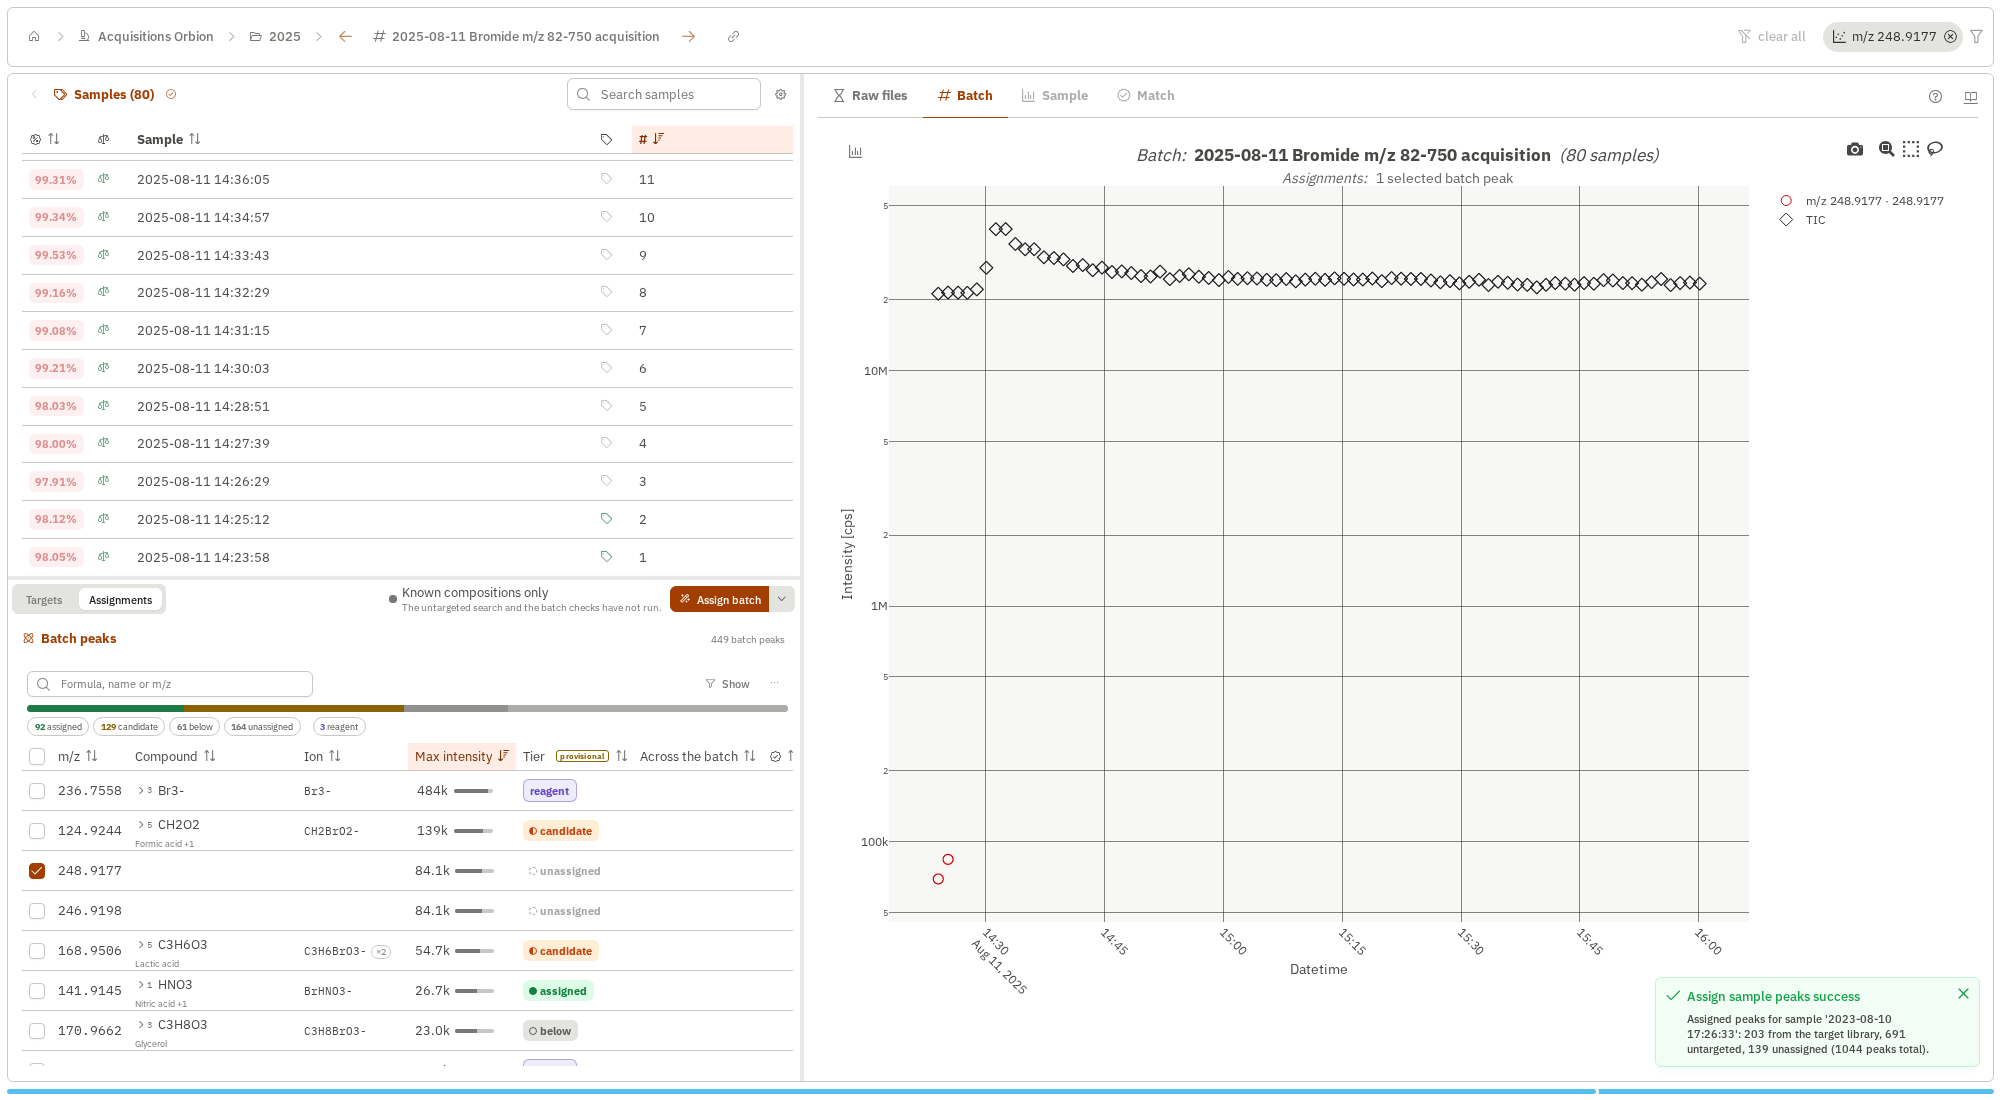 Acquisitions Orbion
2025
2025-08-11 Bromide m/z 82-750 acquisition
clear all
m/z 248.9177
Samples (80)
Search samples
Sample
#
99.31% 2025-08-11 14:36:05 11
99.34% 2025-08-11 14:34:57 10
99.53% 2025-08-11 14:33:43 9
99.16% 2025-08-11 14:32:29 8
99.08% 2025-08-11 14:31:15 7
99.21% 2025-08-11 14:30:03 6
98.03% 2025-08-11 14:28:51 5
98.00% 2025-08-11 14:27:39 4
97.91% 2025-08-11 14:26:29 3
98.12% 2025-08-11 14:25:12 2
98.05% 2025-08-11 14:23:58 1
Targets
Assignments
Known compositions only
The untargeted search and the batch checks have not run.
Assign batch
Batch peaks
449 batch peaks
Formula, name or m/z
Show
...
92 assigned
129 candidate
61 below
164 unassigned
3 reagent
m/z Compound Ion Max intensity Tier provisional Across the batch
236.7558 3 Br3- Br3- 484k reagent
124.9244 5 CH2O2 CH2BrO2- 139k candidate
Formic acid +1
248.9177 84.1k unassigned
246.9198 84.1k unassigned
168.9506 5 C3H6O3 C3H6BrO3- ×2 54.7k candidate
Lactic acid
141.9145 1 HNO3 BrHNO3- 26.7k assigned
Nitric acid +1
170.9662 3 C3H8O3 C3H8BrO3- 23.0k below
Glycerol
Raw files
# Batch
Sample
Match
Batch: 2025-08-11 Bromide m/z 82-750 acquisition (80 samples)
Assignments: 1 selected batch peak
m/z 248.9177 · 248.9177
TIC
Intensity [cps]
5
2
10M
5
2
1M
5
2
100k
5
14:30
Aug 11, 2025
14:45
15:00
15:15
15:30
15:45
16:00
Datetime
Assign sample peaks success
Assigned peaks for sample '2023-08-10
17:26:33': 203 from the target library, 691
untargeted, 139 unassigned (1044 peaks total).